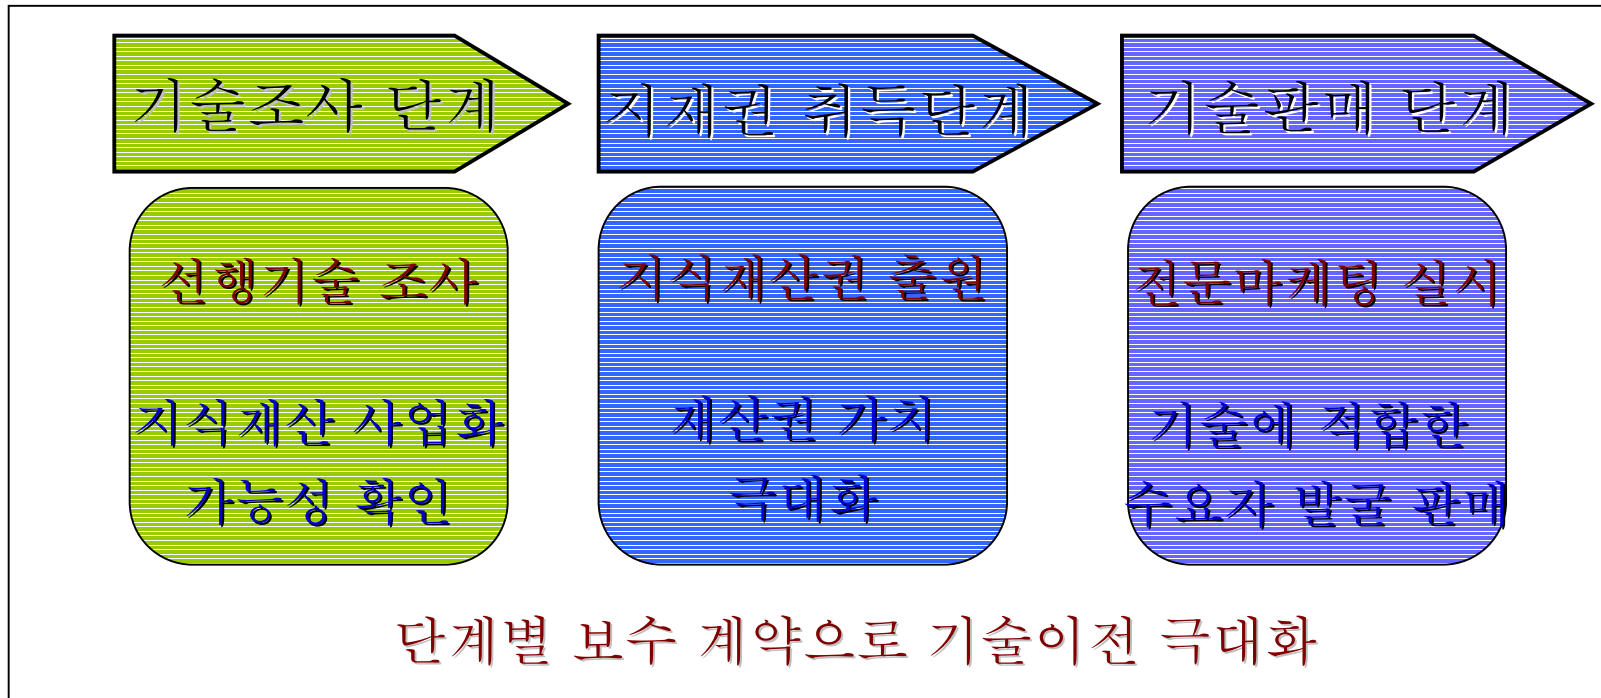 기술조사 단계
지재권 취득단계
기술판매 단계
선행기술 조사
지식재산 사업화
가능성 확인
지식재산권 출원
재산권 가치
극대화
전문마케팅 실시
기술에 적합한
수요자 발굴 판매
단계별 보수 계약으로 기술이전 극대화